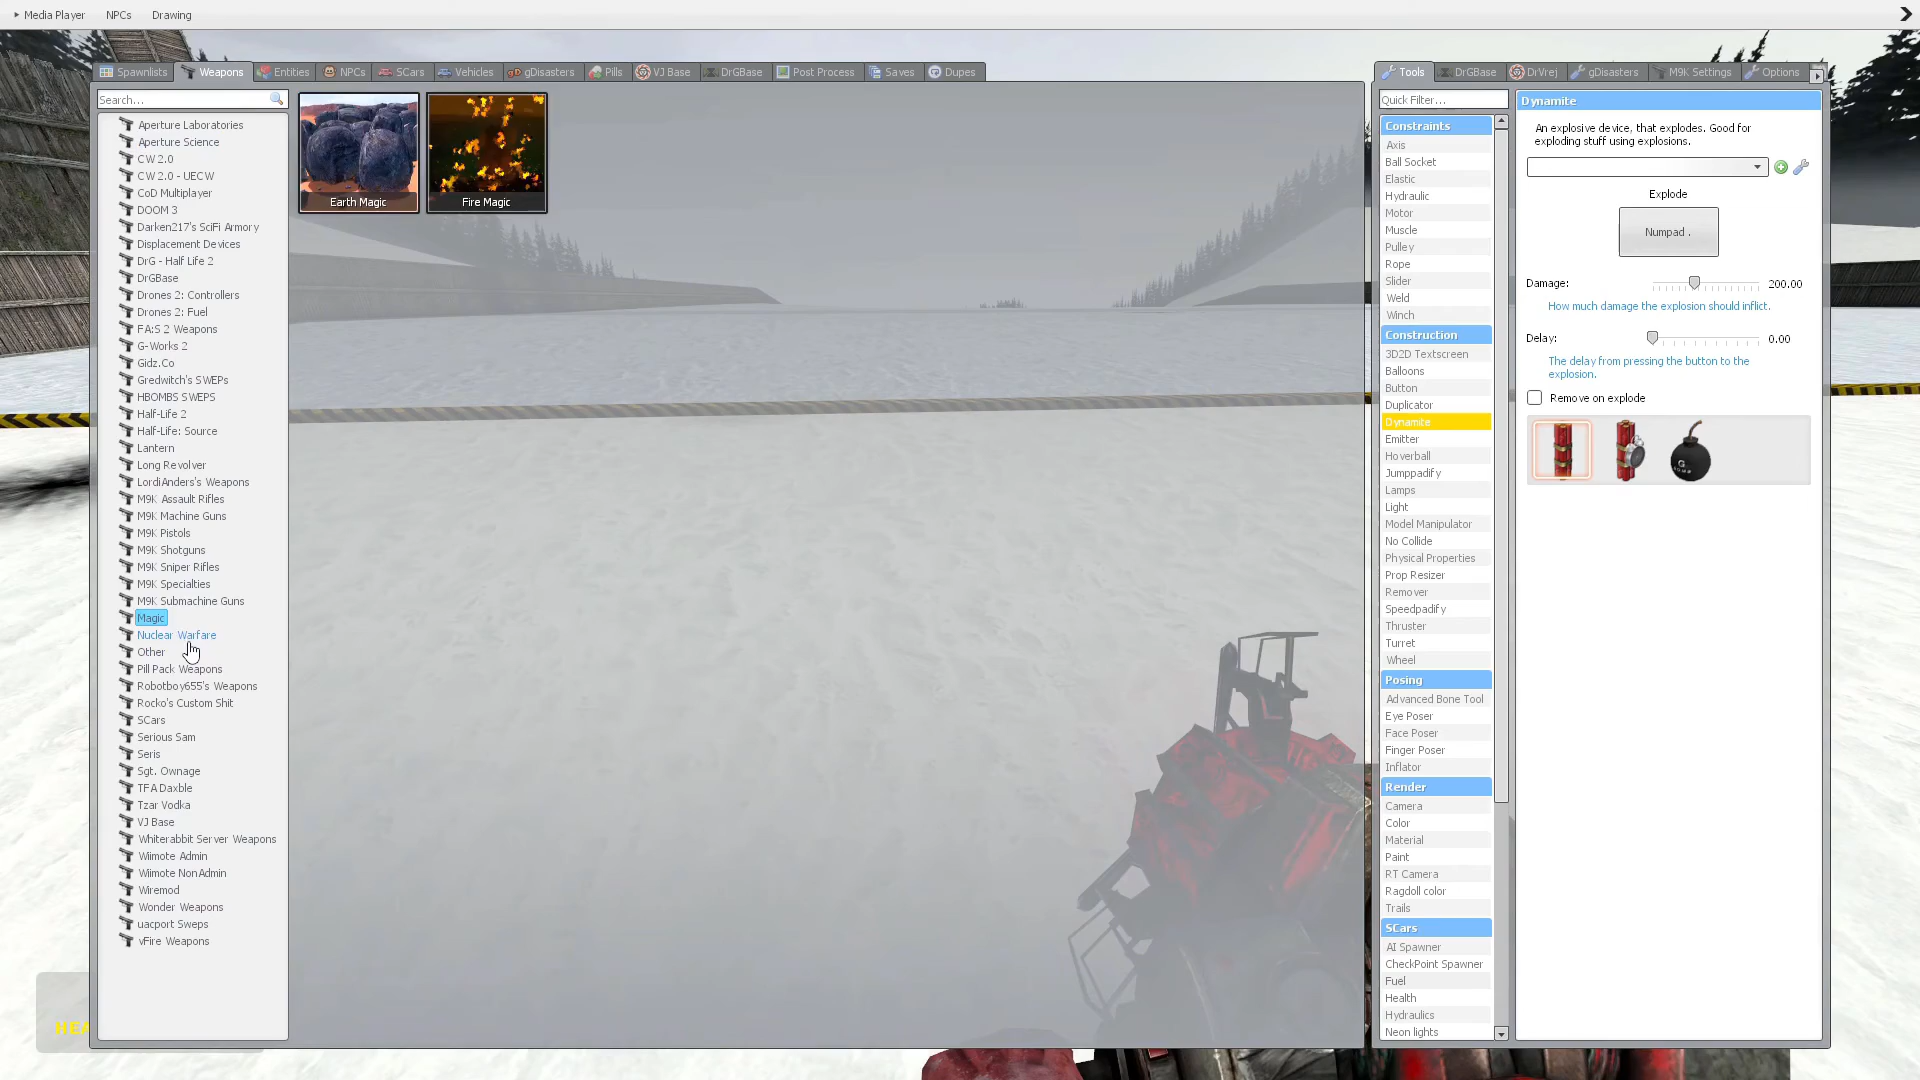 Media Player NPCs Drawing
Spawnlists Weapons Entities NPCs SCars Vehicles gDisasters Pills VJ Base DrGBase Post Process Saves Dupes
Tools DrGBase DrVrej gDisasters M9K Settings Options
Search...
Aperture Laboratories
Aperture Science
CW 2.0
CW 2.0 - UECW
CoD Multiplayer
DOOM 3
Darken217's SciFi Armory
Displacement Devices
DrG - Half Life 2
DrGBase
Drones 2: Controllers
Drones 2: Fuel
FA:S 2 Weapons
G-Works 2
Gidz.Co
Gredwitch's SWEPs
HBOMBS SWEPS
Half-Life 2
Half-Life: Source
Lantern
Long Revolver
LordiAnders's Weapons
M9K Assault Rifles
M9K Machine Guns
M9K Pistols
M9K Shotguns
M9K Sniper Rifles
M9K Specialties
M9K Submachine Guns
Magic
Nuclear Warfare
Other
Pill Pack Weapons
Robotboy655's Weapons
Rocko's Custom Shit
SCars
Serious Sam
Seris
Sgt. Ownage
TFA Daxble
Tzar Vodka
VJ Base
Whiterabbit Server Weapons
Wiimote Admin
Wiimote NonAdmin
Wiremod
Wonder Weapons
uacport Sweps
vFire Weapons
Earth Magic
Fire Magic
Quick Filter...
Constraints
Axis
Ball Socket
Elastic
Hydraulic
Motor
Muscle
Pulley
Rope
Slider
Weld
Winch
Construction
3D2D Textscreen
Balloons
Button
Duplicator
Dynamite
Emitter
Hoverball
Jumppadify
Lamps
Light
Model Manipulator
No Collide
Physical Properties
Prop Resizer
Remover
Speedpadify
Thruster
Turret
Wheel
Posing
Advanced Bone Tool
Eye Poser
Face Poser
Finger Poser
Inflator
Render
Camera
Color
Material
Paint
RT Camera
Ragdoll color
Trails
SCars
AI Spawner
CheckPoint Spawner
Fuel
Health
Hydraulics
Neon lights
Dynamite
An explosive device, that explodes. Good for
exploding stuff using explosions.
Explode
Numpad .
Damage: 200.00
How much damage the explosion should inflict.
Delay: 0.00
The delay from pressing the button to the
explosion.
Remove on explode